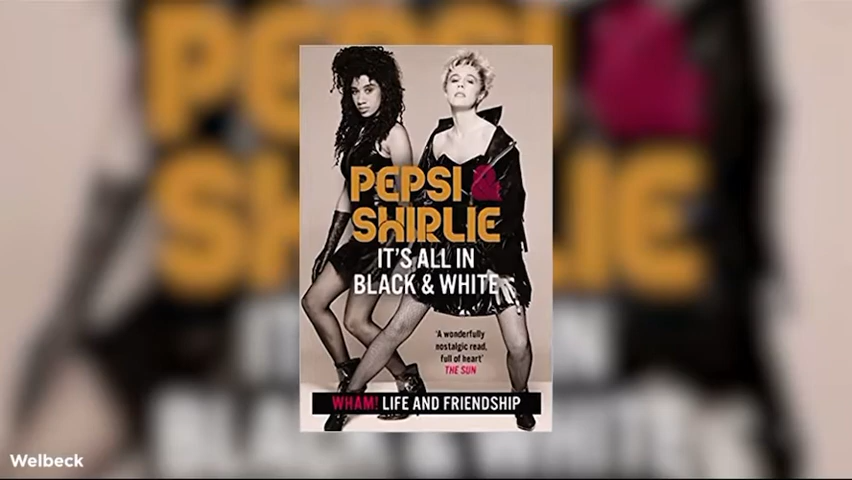 PEPSI &
SHIRLIE
IT'S ALL IN
BLACK & WHITE
'A wonderfully
nostalgic read,
full of heart'
THE SUN
WHAM! LIFE AND FRIENDSHIP
Welbeck